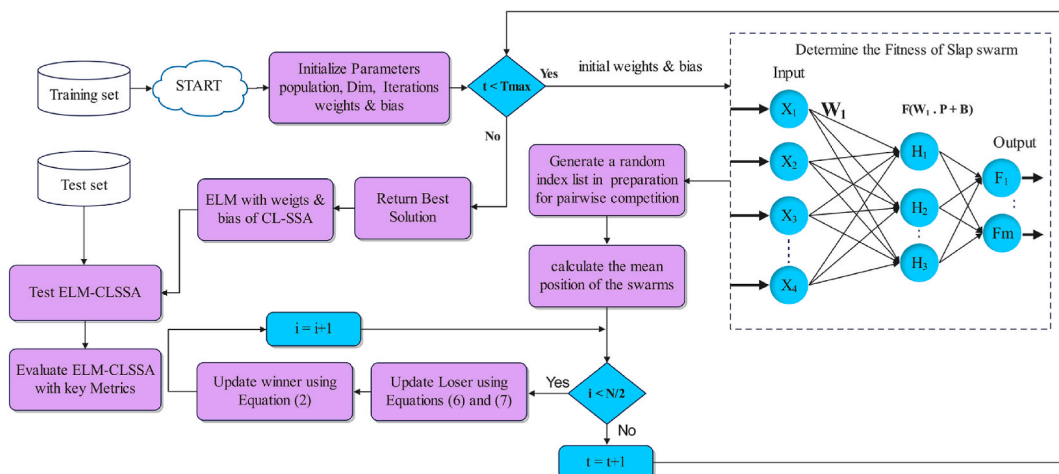 Training set
START
Initialize Parameters
population, Dim, Iterations
weights & bias
t < Tmax
Yes
No
initial weights & bias
Determine the Fitness of Slap swarm
Input
W1
F(W1 . P + B)
Output
X1
X2
X3
X4
H1
H2
H3
F1
Fm
Generate a random
index list in preparation
for pairwise competition
calculate the mean
position of the swarms
Return Best
Solution
ELM with weigts &
bias of CL-SSA
Test set
Test ELM-CLSSA
Evaluate ELM-CLSSA
with key Metrics
i = i+1
Update winner using
Equation (2)
Update Loser using
Equations (6) and (7)
Yes
i < N/2
No
t = t+1